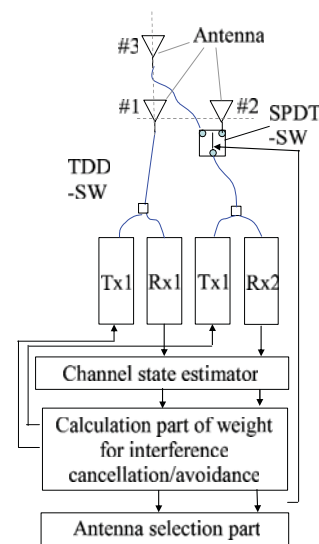 #3
Antenna
#1
#2
SPDT
-SW
TDD
-SW
Tx1
Rx1
Tx1
Rx2
Channel state estimator
Calculation part of weight
for interference
cancellation/avoidance
Antenna selection part